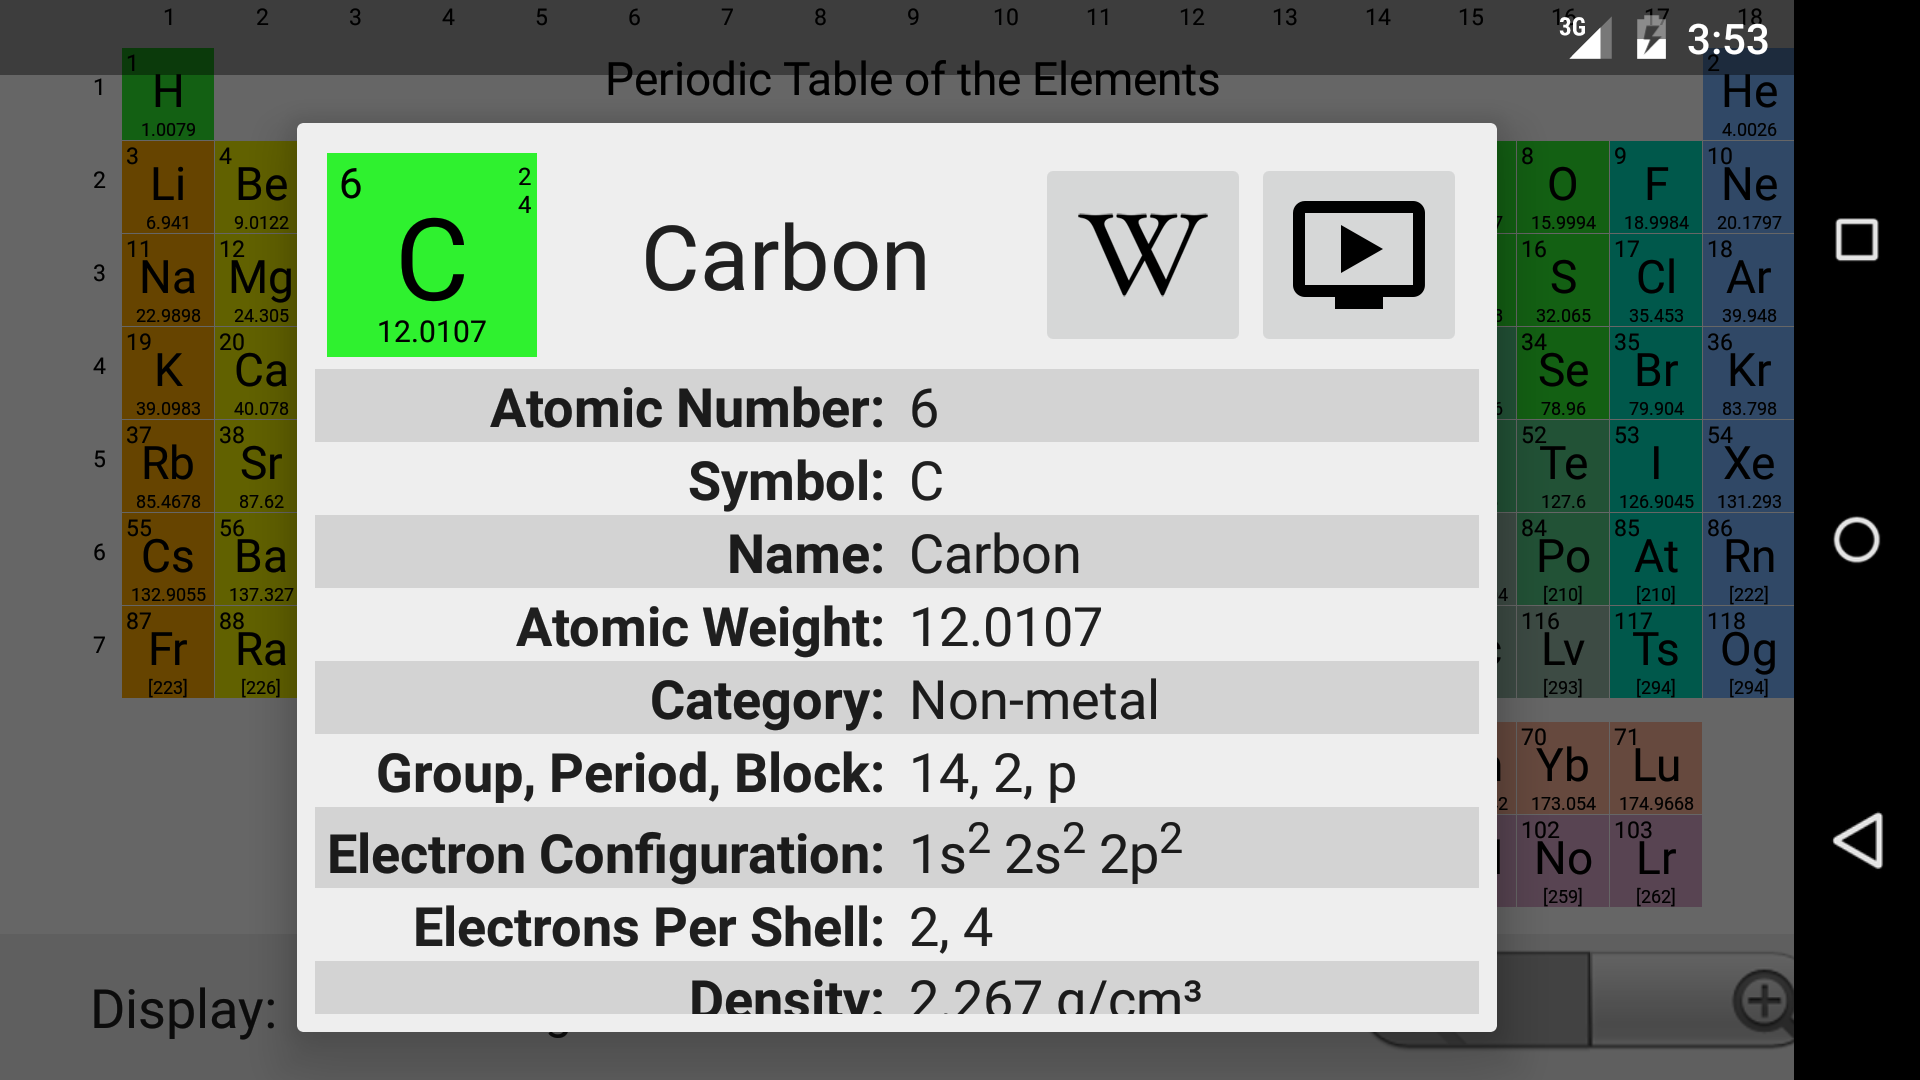 1 2 3 4 5 6 7 8 9 10 11 12 13 14 15 16 17 18
3G 3:53
Periodic Table of the Elements
1
1 H 1.0079
2 He 4.0026
2
3 Li 6.941
4 Be 9.0122
8 O 15.9994
9 F 18.9984
10 Ne 20.1797
3
11 Na 22.9898
12 Mg 24.305
16 S 32.065
17 Cl 35.453
18 Ar 39.948
4
19 K 39.0983
20 Ca 40.078
34 Se 78.96
35 Br 79.904
36 Kr 83.798
5
37 Rb 85.4678
38 Sr 87.62
52 Te 127.6
53 I 126.9045
54 Xe 131.293
6
55 Cs 132.9055
56 Ba 137.327
84 Po [210]
85 At [210]
86 Rn [222]
7
87 Fr [223]
88 Ra [226]
116 Lv [293]
117 Ts [294]
118 Og [294]
70 Yb 173.054
71 Lu 174.9668
102 No [259]
103 Lr [262]
6 2
4
C
12.0107
Carbon
W
Atomic Number: 6
Symbol: C
Name: Carbon
Atomic Weight: 12.0107
Category: Non-metal
Group, Period, Block: 14, 2, p
Electron Configuration: 1s² 2s² 2p²
Electrons Per Shell: 2, 4
Density: 2.267 g/cm³
Display: